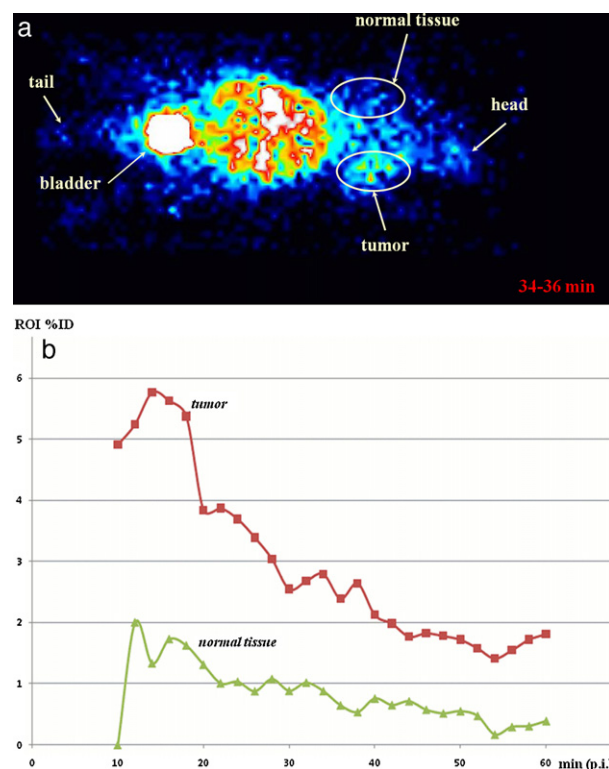 a
normal tissue
tail
head
bladder
tumor
34-36 min
ROI %ID
b
6
tumor
5
4
3
2
normal tissue
1
0
0 10 20 30 40 50 60 min (p.i.